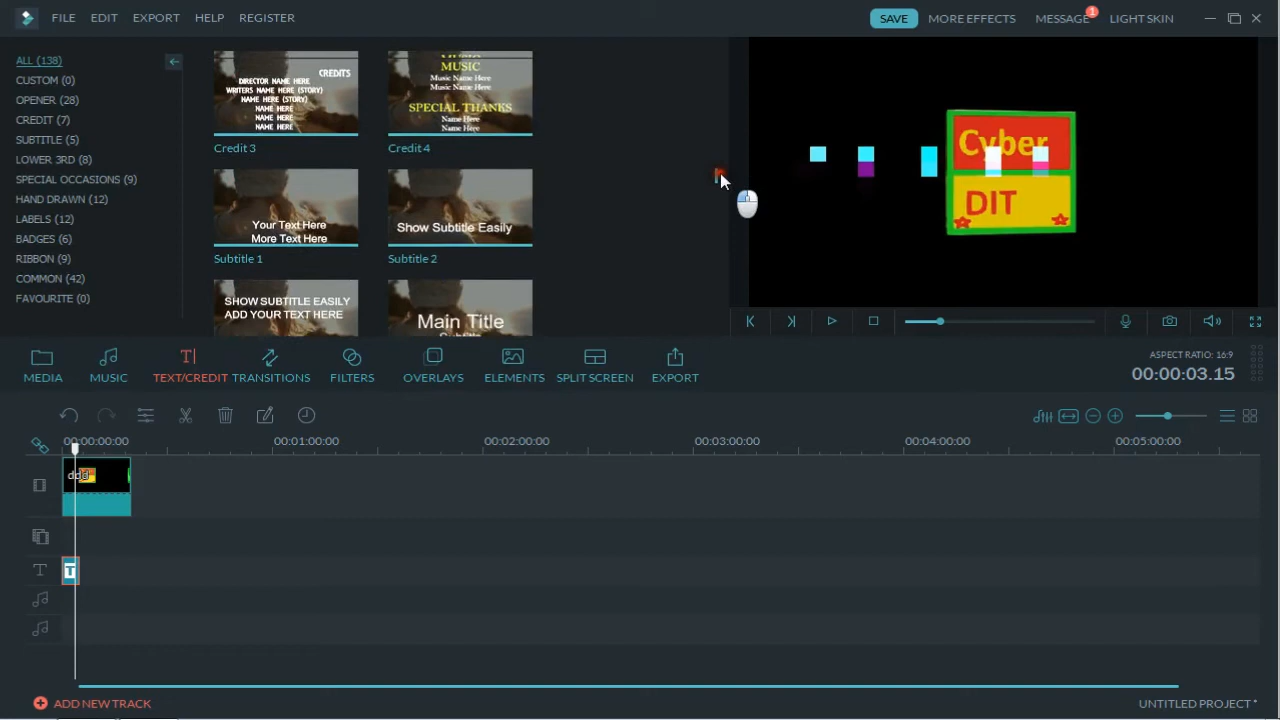 FILE EDIT EXPORT HELP REGISTER SAVE MORE EFFECTS MESSAGE 1 LIGHT SKIN
ALL (138)
CUSTOM (0)
OPENER (28)
CREDIT (7)
SUBTITLE (5)
LOWER 3RD (8)
SPECIAL OCCASIONS (9)
HAND DRAWN (12)
LABELS (12)
BADGES (6)
RIBBON (9)
COMMON (42)
FAVOURITE (0)
CREDITS
DIRECTOR NAME HERE
WRITERS NAME HERE (STORY)
NAME HERE (STORY)
NAME HERE
NAME HERE
NAME HERE
Credit 3
MUSIC
Music Name Here
Music Name Here
SPECIAL THANKS
Name Here
Name Here
Credit 4
Your Text Here
More Text Here
Subtitle 1
Show Subtitle Easily
Subtitle 2
SHOW SUBTITLE EASILY
ADD YOUR TEXT HERE
Main Title
Cyber
DIT
MEDIA MUSIC TEXT/CREDIT TRANSITIONS FILTERS OVERLAYS ELEMENTS SPLIT SCREEN EXPORT
ASPECT RATIO: 16:9
00:00:03.15
00:00:00:00 00:01:00:00 00:02:00:00 00:03:00:00 00:04:00:00 00:05:00:00
ddd
T
T
ADD NEW TRACK
UNTITLED PROJECT *